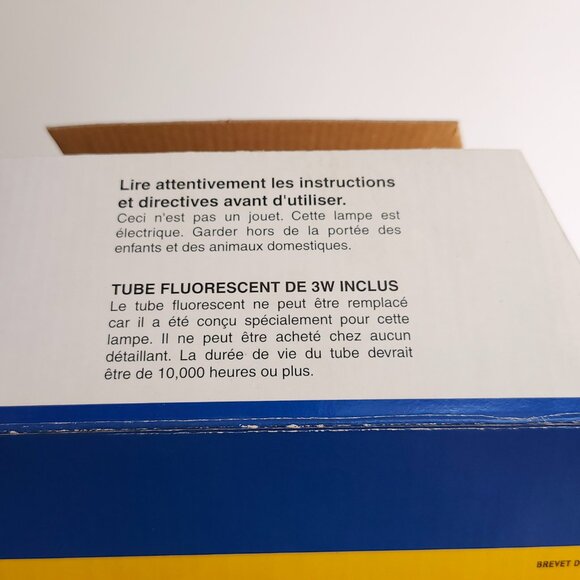 Lire attentivement les instructions
et directives avant d'utiliser.
Ceci n'est pas un jouet. Cette lampe est
électrique. Garder hors de la portée des
enfants et des animaux domestiques.
TUBE FLUORESCENT DE 3W INCLUS
Le tube fluorescent ne peut être remplacé
car il a été conçu spécialement pour cette
lampe. Il ne peut être acheté chez aucun
détaillant. La durée de vie du tube devrait
être de 10,000 heures ou plus.
BREVET D